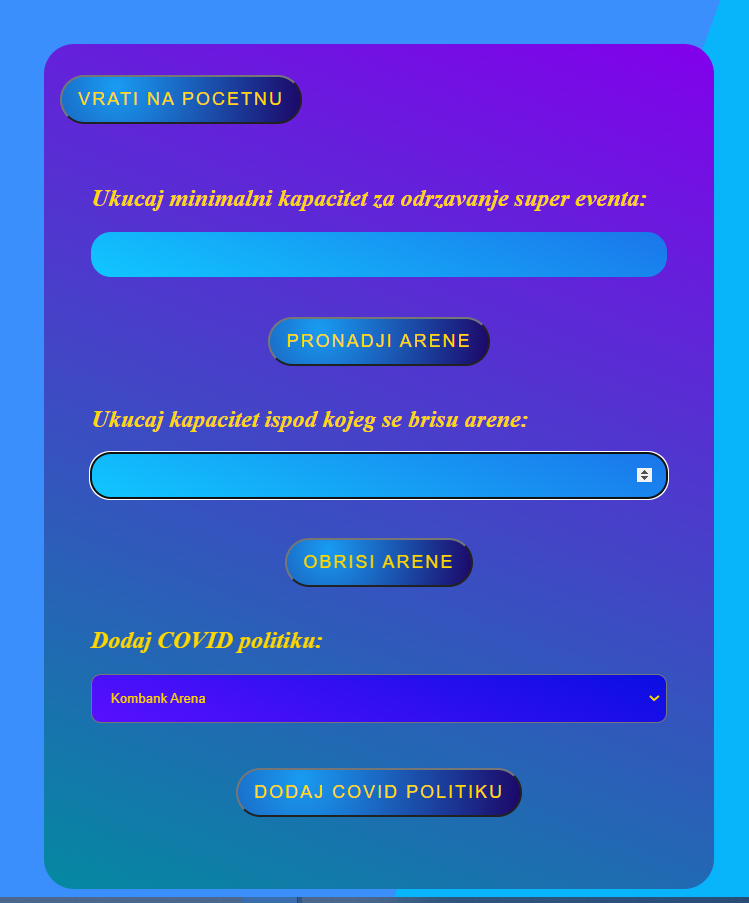 VRATI NA POCETNU
Ukucaj minimalni kapacitet za odrzavanje super eventa:
PRONADJI ARENE
Ukucaj kapacitet ispod kojeg se brisu arene:
OBRISI ARENE
Dodaj COVID politiku:
Kombank Arena
DODAJ COVID POLITIKU